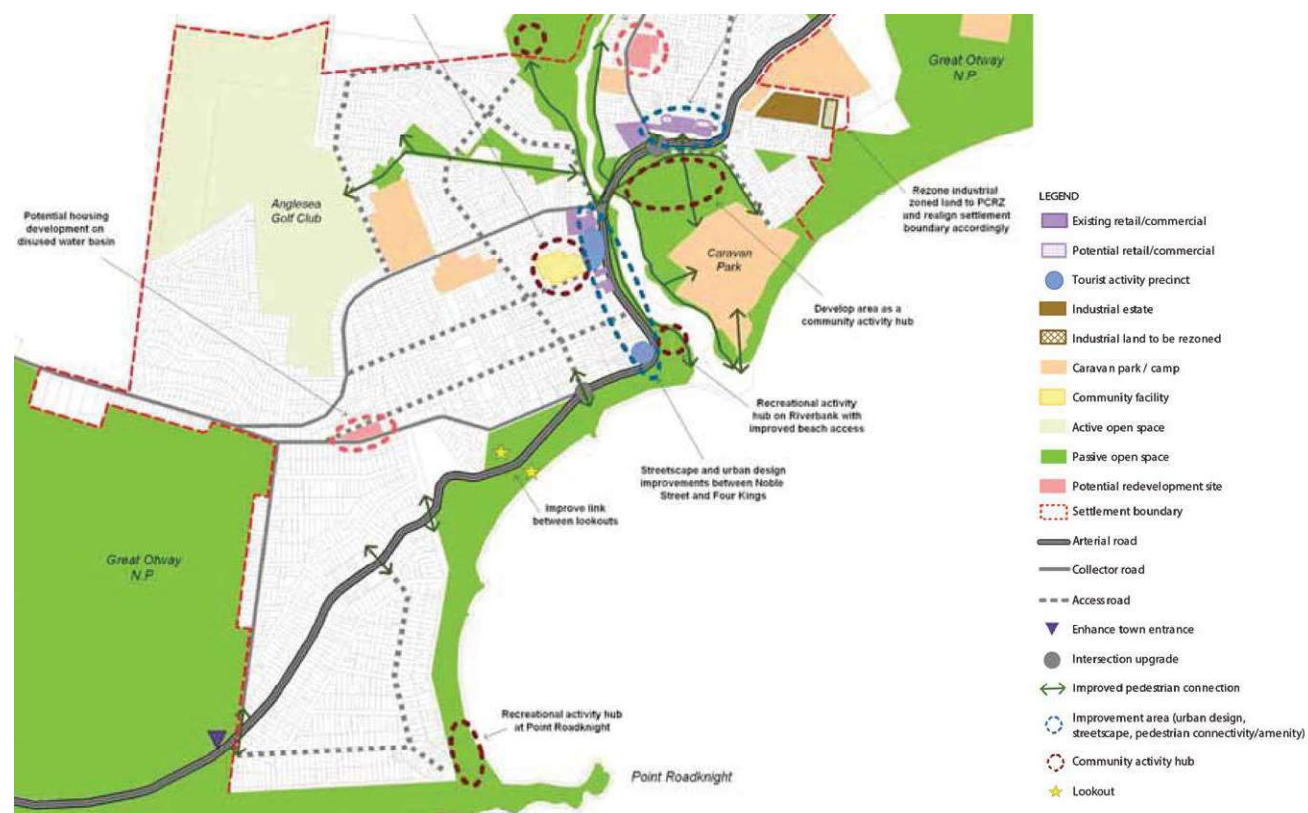 Great Otway
N.P.
Anglesea
Golf Club
Potential housing
development on
disused water basin
Rezone industrial
zoned land to PCRZ
and realign settlement
boundary accordingly
Caravan
Park
Develop area as a
community activity hub
Recreational activity
hub on Riverbank with
improved beach access
Streetscape and urban design
improvements between Noble
Street and Four Kings
Improve link
between lookouts
Great Otway
N.P.
Recreational activity hub
at Point Roadknight
Point Roadknight
LEGEND
Existing retail/commercial
Potential retail/commercial
Tourist activity precinct
Industrial estate
Industrial land to be rezoned
Caravan park / camp
Community facility
Active open space
Passive open space
Potential redevelopment site
Settlement boundary
Arterial road
Collector road
Access road
Enhance town entrance
Intersection upgrade
Improved pedestrian connection
Improvement area (urban design,
streetscape, pedestrian connectivity/amenity)
Community activity hub
Lookout